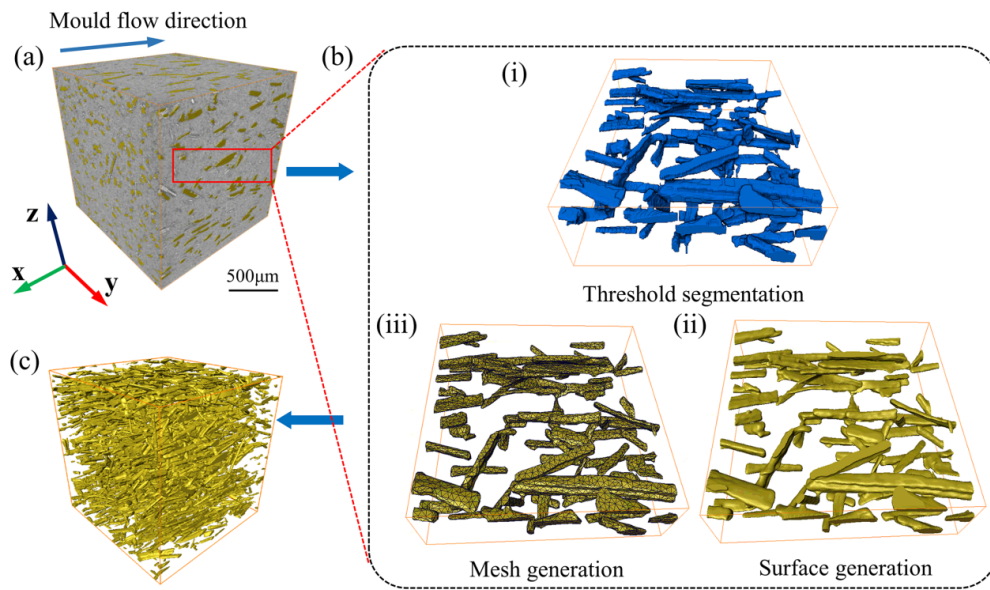 Mould flow direction
(a)
(b)
(i)
z
x
y
500μm
Threshold segmentation
(iii)
(ii)
(c)
Mesh generation
Surface generation